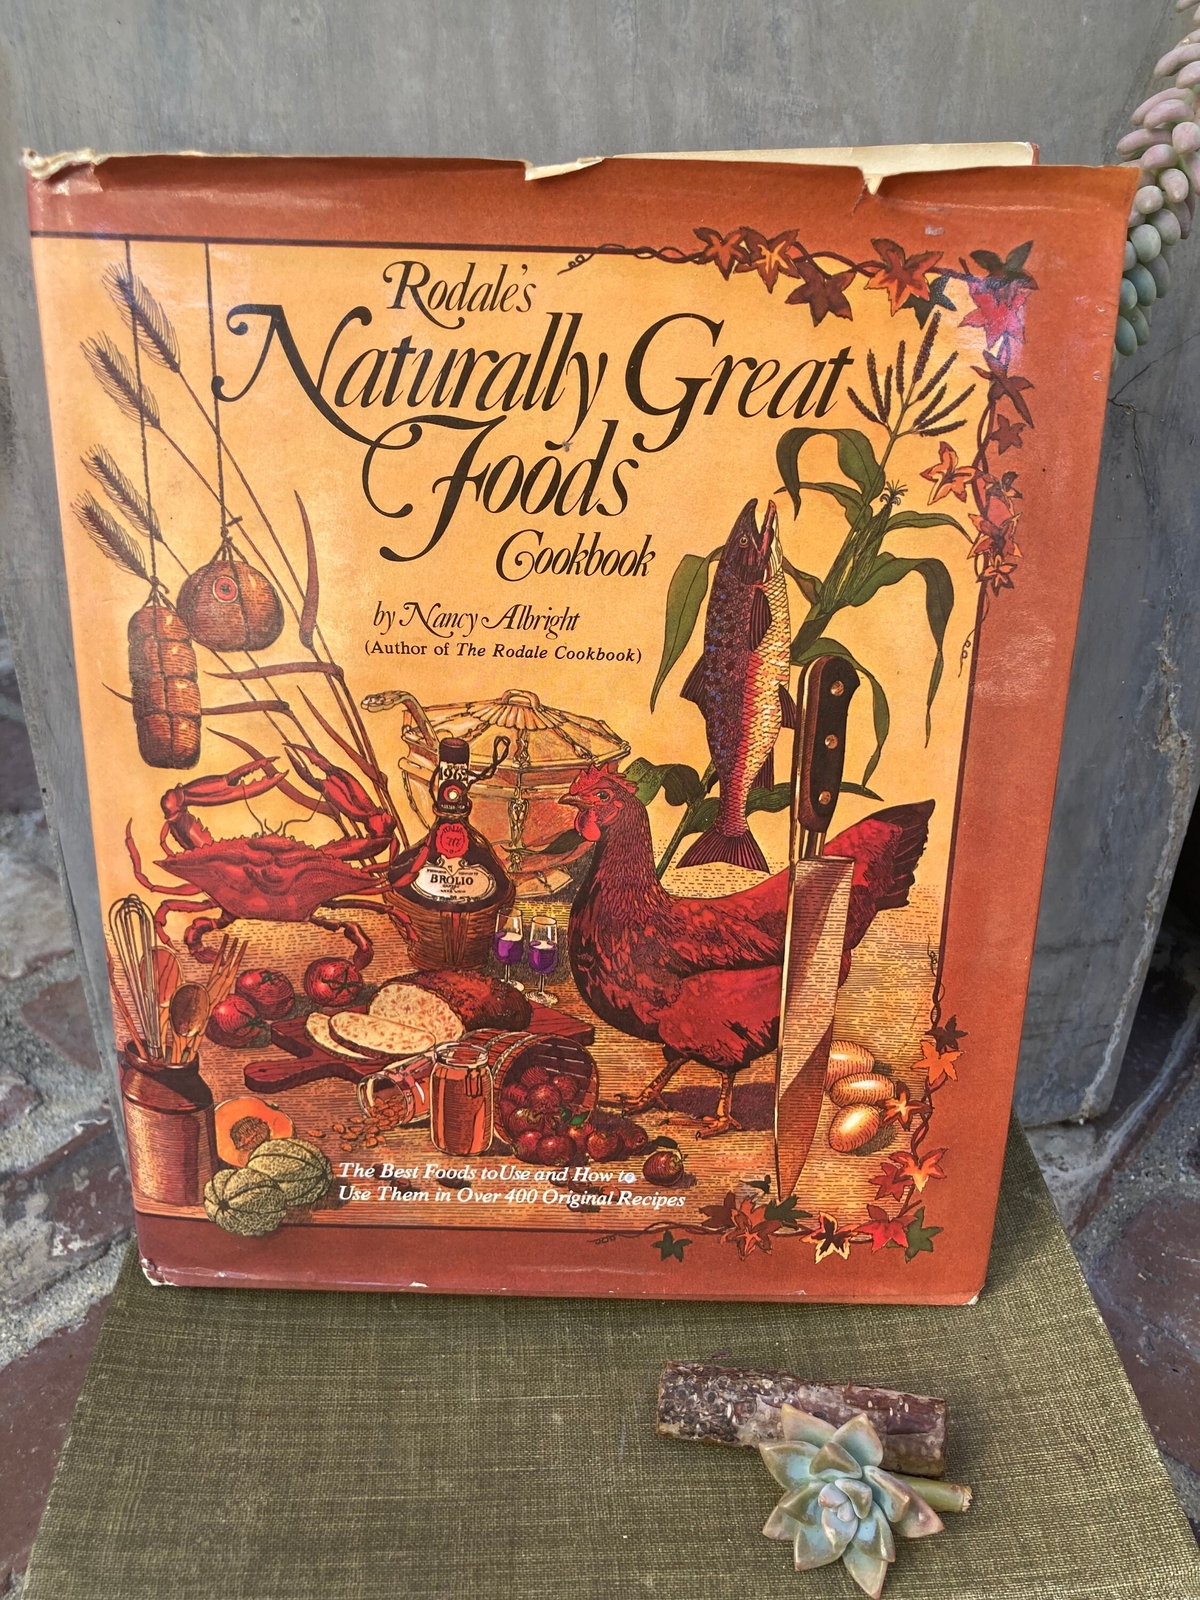 Rodale's
Naturally Great
Foods
Cookbook
by Nancy Albright
(Author of The Rodale Cookbook)
1962
BROLIO
The Best Foods to Use and How to
Use Them in Over 400 Original Recipes